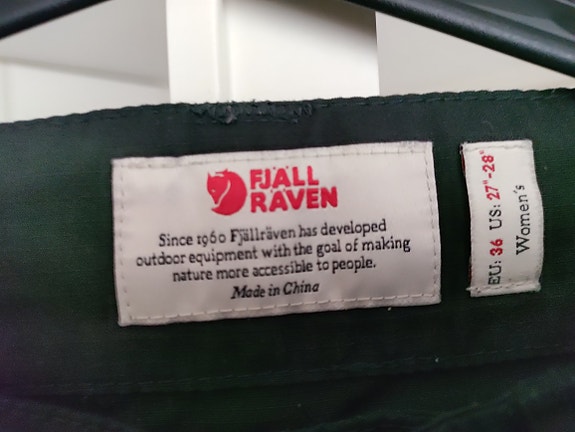 FJÄLL
RÄVEN
Since 1960 Fjällräven has developed
outdoor equipment with the goal of making
nature more accessible to people.
Made in China
EU: 36 US: 27"-28"
Women's